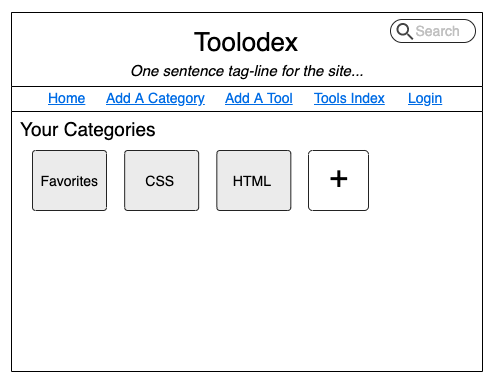 Search
Toolodex
One sentence tag-line for the site...
Home Add A Category Add A Tool Tools Index Login
Your Categories
Favorites CSS HTML +